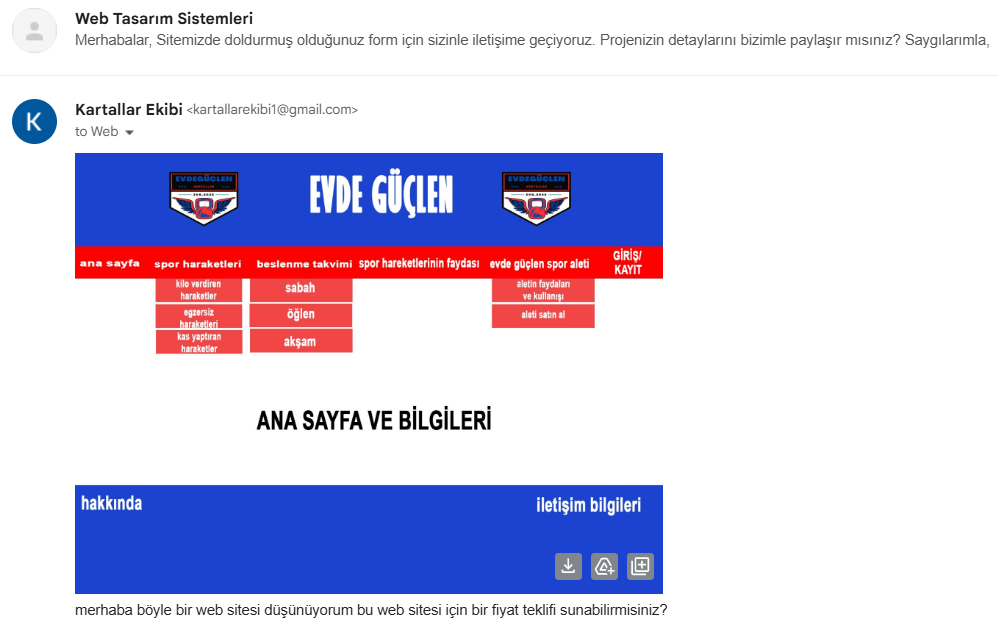 Web Tasarım Sistemleri
Merhabalar, Sitemizde doldurmuş olduğunuz form için sizinle iletişime geçiyoruz. Projenizin detaylarını bizimle paylaşır mısınız? Saygılarımla,
K
Kartallar Ekibi <kartallarekibi1@gmail.com>
to Web
EVDEGÜÇLEN
KARTALLAR
EVDE GÜÇLEN
EVDEGÜÇLEN
KARTALLAR
ana sayfa
spor haraketleri
beslenme takvimi
spor hareketlerinin faydası
evde güçlen spor aleti
GİRİŞ/
KAYIT
kilo verdiren
haraketler
egzersiz
haraketleri
kas yaptıran
haraketler
sabah
öğlen
akşam
aletin faydaları
ve kullanışı
aleti satın al
ANA SAYFA VE BİLGİLERİ
hakkında
iletişim bilgileri
merhaba böyle bir web sitesi düşünüyorum bu web sitesi için bir fiyat teklifi sunabilirmisiniz?